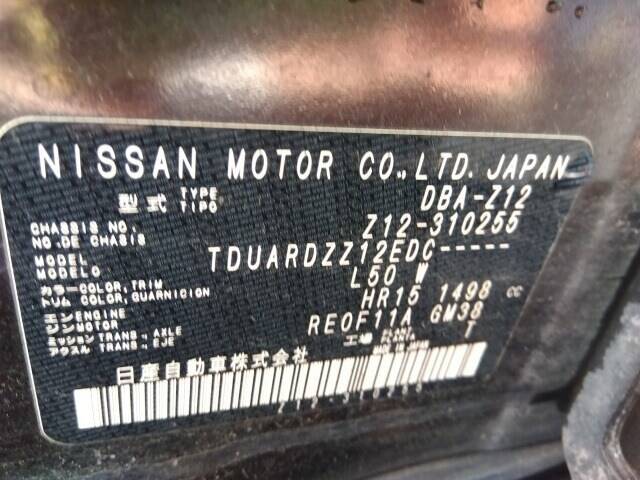 NISSAN MOTOR CO., LTD. JAPAN
型式 TYPE TIPO DBA-Z12
CHASSIS NO. NO.DE CHASIS Z12-310255
MODEL MODELO TDUARDZZ12EDC-----
カラートリム COLOR, TRIM COLOR, GUARNICION L50 W
エンジン ENGINE MOTOR HR15 1498 cc
ミッション アクスル TRANS., AXLE TRANS., EJE RE0F11A GM38
工場 PLANT PLANTA T
日産自動車株式会社
Z12-310255